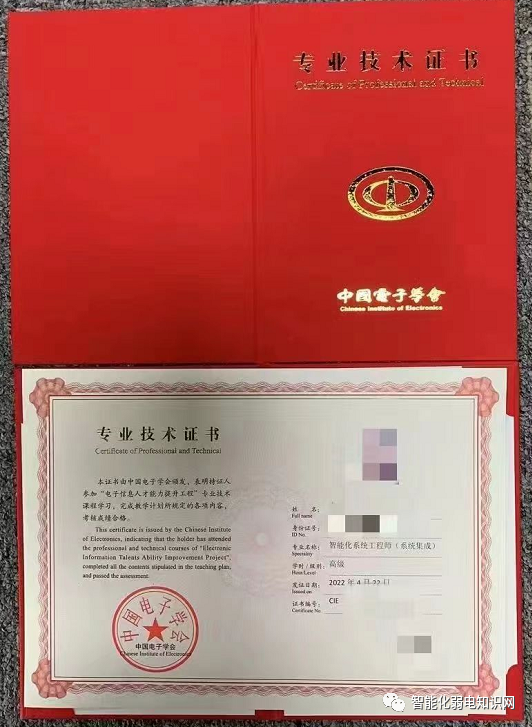 专业技术证书
Certificate of Professional and Technical
中国电子学会
Chinese Institute of Electronics
专业技术证书
Certificate of Professional and Technical
本证书由中国电子学会颁发，表明持证人
参加“电子信息人才能力提升工程”专业技术
课程学习，完成教学计划所规定的各项内容，
考核成绩合格。
This certificate is issued by the Chinese Institute
of Electronics, indicating that the holder has attended
the professional and technical courses of "Electronic
Information Talents Ability Improvement Project",
completed all the contents stipulated in the teaching plan,
and passed the assessment.
中国电子学会
中国电子学会
Chinese Institute of Electronics
姓 名：
Full name
身份证号：
ID No.
专业名称：智能化系统工程师（系统集成）
Speciality
学时/级别：高级
Hour/Level
发证日期：2022 年 4 月 22 日
Issued on
证书编号：CIE
Certificate No.
智能化弱电知识网